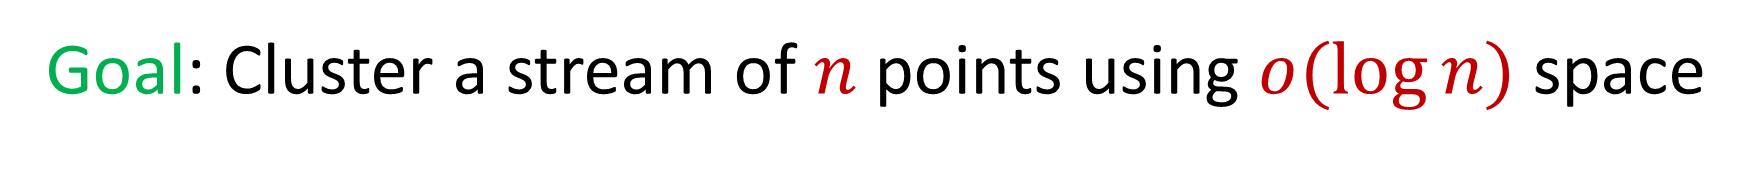 Goal: Cluster a stream of n points using o(log n) space